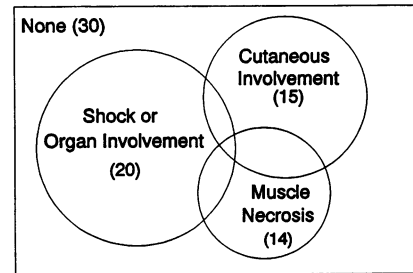 None (30)
Cutaneous
Involvement
(15)
Shock or
Organ Involvement
(20)
Muscle
Necrosis
(14)